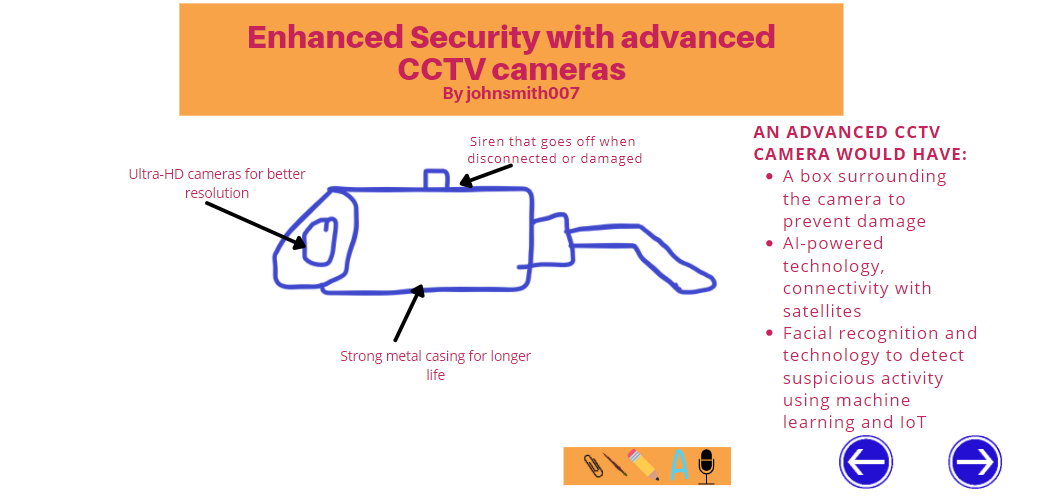 Enhanced Security with advanced
CCTV cameras
By johnsmith007
Siren that goes off when
disconnected or damaged
Ultra-HD cameras for better
resolution
Strong metal casing for longer
life
AN ADVANCED CCTV
CAMERA WOULD HAVE:
• A box surrounding
the camera to
prevent damage
• AI-powered
technology,
connectivity with
satellites
• Facial recognition and
technology to detect
suspicious activity
using machine
learning and IoT
A